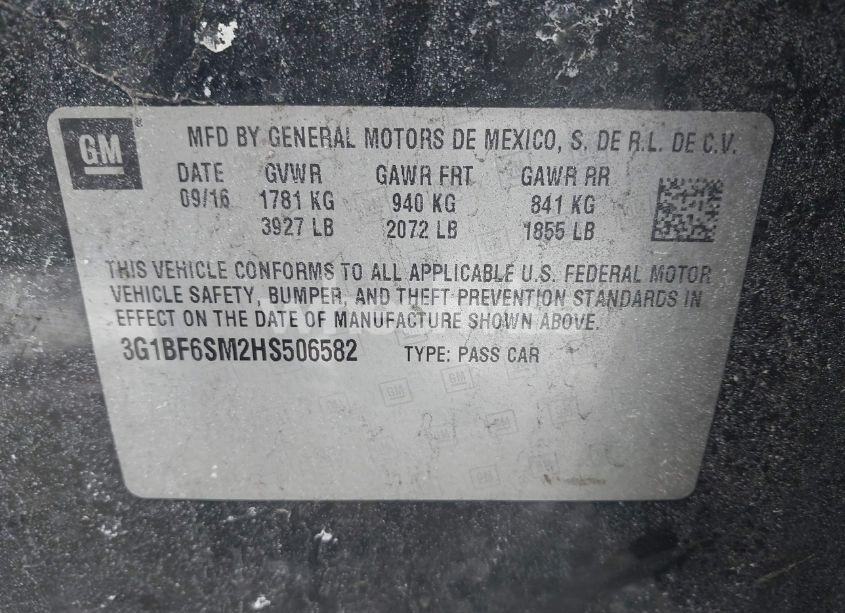 GM ® MFD BY GENERAL MOTORS DE MEXICO, S. DE R.L. DE C.V.
DATE GVWR GAWR FRT GAWR RR
09/16 1781 KG 940 KG 841 KG
3927 LB 2072 LB 1855 LB
THIS VEHICLE CONFORMS TO ALL APPLICABLE U.S. FEDERAL MOTOR
VEHICLE SAFETY, BUMPER, AND THEFT PREVENTION STANDARDS IN
EFFECT ON THE DATE OF MANUFACTURE SHOWN ABOVE.
3G1BF6SM2HS506582 TYPE: PASS CAR